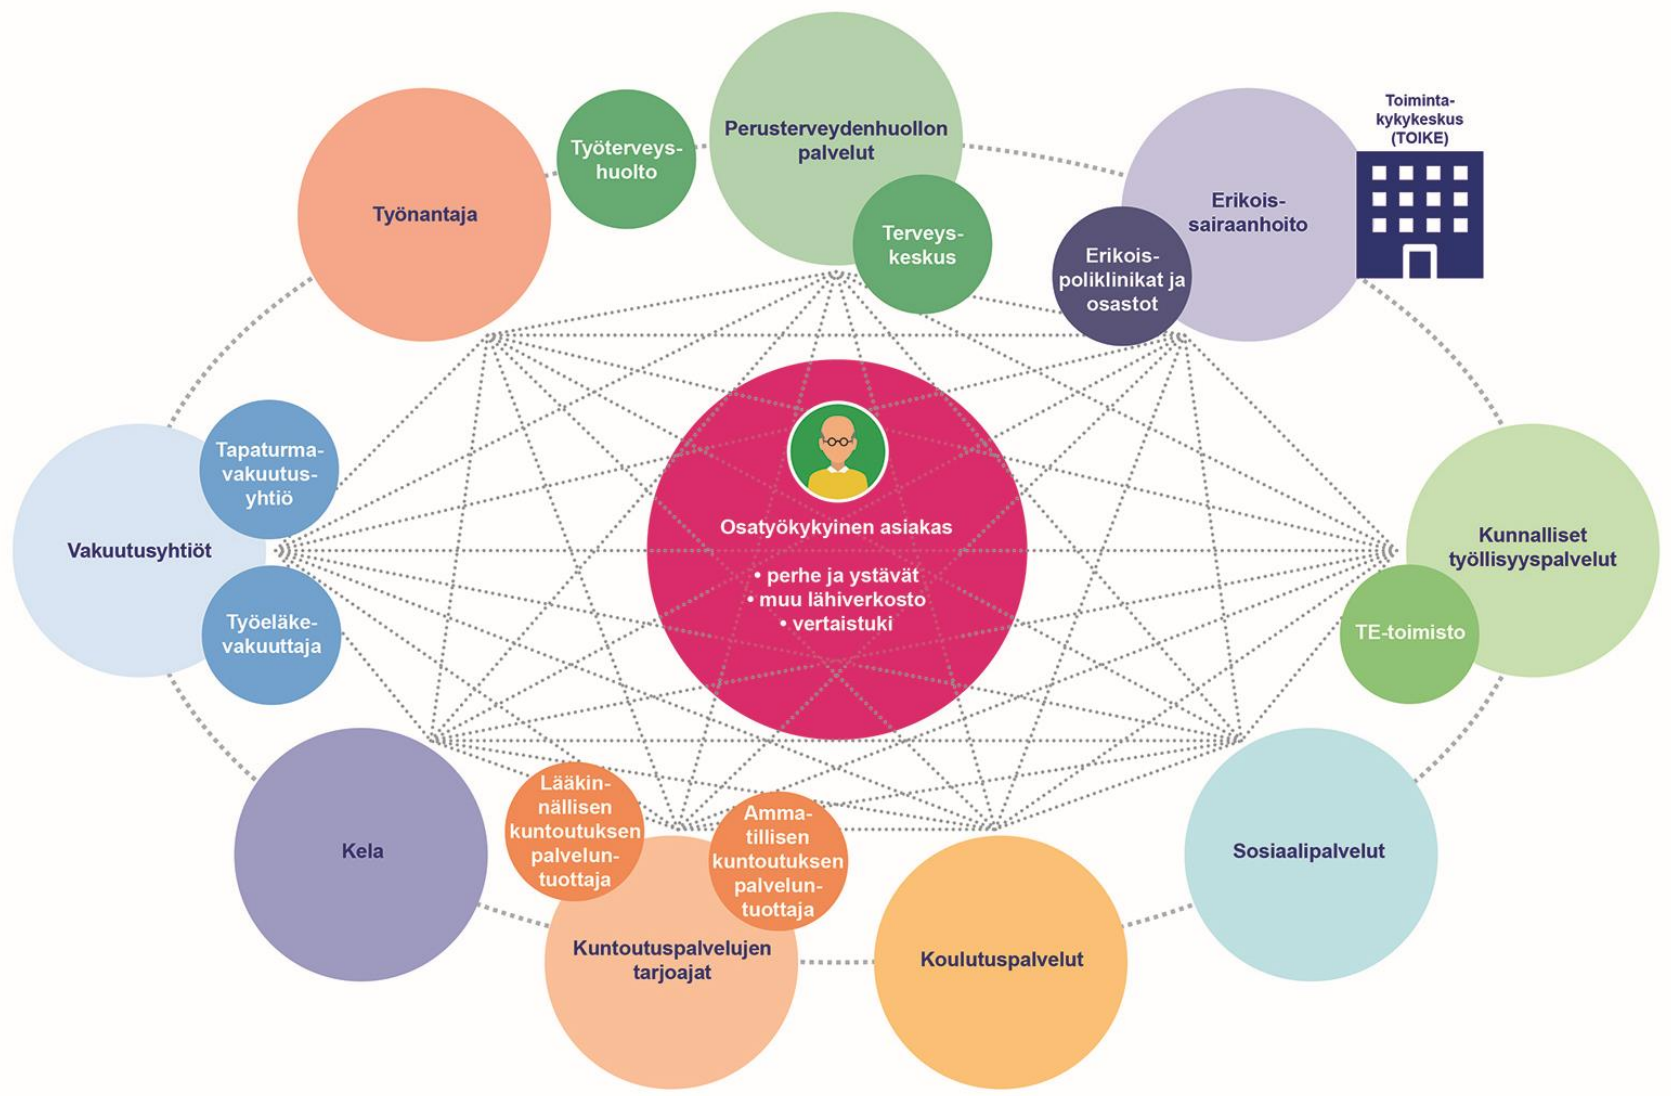 Toiminta-
kykykeskus
(TOIKE)
Perusterveydenhuollon
palvelut
Työterveys-
huolto
Työnantaja
Erikois-
sairaanhoito
Terveys-
keskus
Erikois-
poliklinikat ja
osastot
Tapaturma-
vakuutus-
yhtiö
Vakuutusyhtiöt
Työeläke-
vakuuttaja
Osatyökykyinen asiakas
• perhe ja ystävät
• muu lähiverkosto
• vertaistuki
Kunnalliset
työllisyyspalvelut
TE-toimisto
Kela
Lääkin-
nällisen
kuntoutuksen
palvelun-
tuottaja
Amma-
tillisen
kuntoutuksen
palvelun-
tuottaja
Kuntoutuspalvelujen
tarjoajat
Koulutuspalvelut
Sosiaalipalvelut